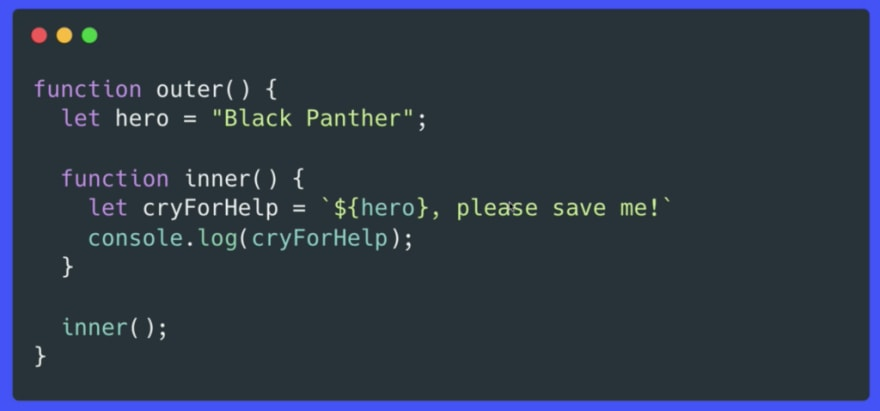 function outer() {
  let hero = "Black Panther";
  function inner() {
    let cryForHelp = `${hero}, please save me!`
    console.log(cryForHelp);
  }
  inner();
}